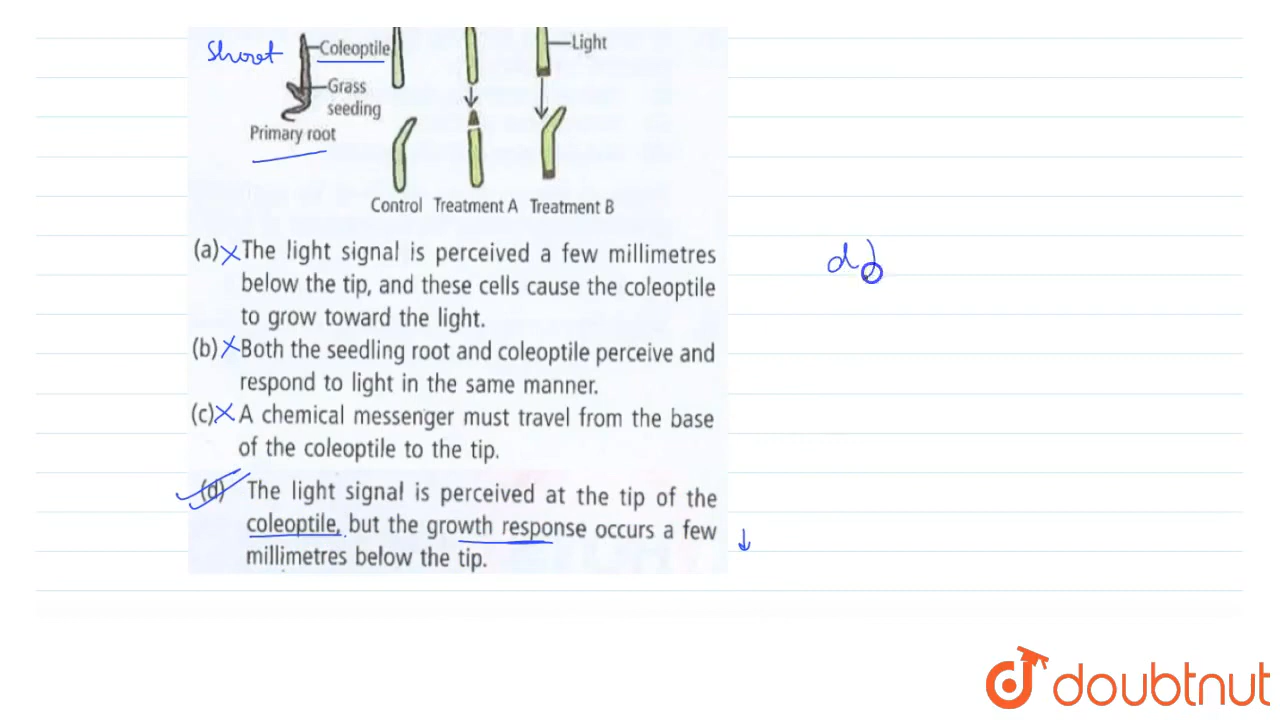 Shoot
Coleoptile
Light
Grass
seeding
Primary root
Control Treatment A Treatment B
(a) The light signal is perceived a few millimetres
below the tip, and these cells cause the coleoptile
to grow toward the light.
(b) Both the seedling root and coleoptile perceive and
respond to light in the same manner.
(c) A chemical messenger must travel from the base
of the coleoptile to the tip.
(d) The light signal is perceived at the tip of the
coleoptile, but the growth response occurs a few
millimetres below the tip.
d)
doubtnut